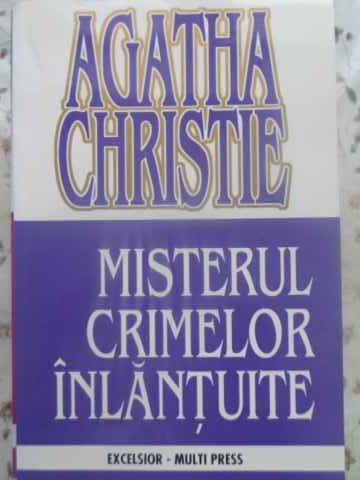 AGATHA
CHRISTIE
MISTERUL
CRIMELOR
ÎNLĂNȚUITE
EXCELSIOR - MULTI PRESS